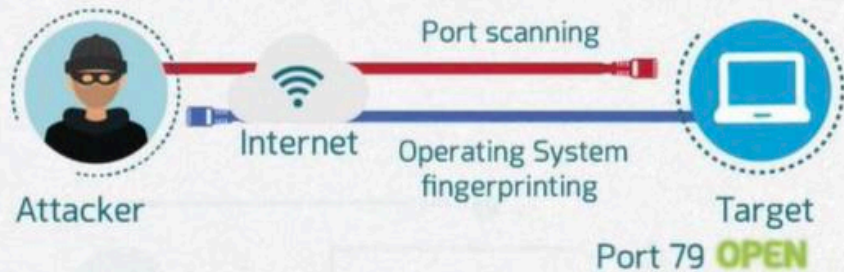 Port scanning
Internet
Operating System
fingerprinting
Attacker
Target
Port 79 OPEN